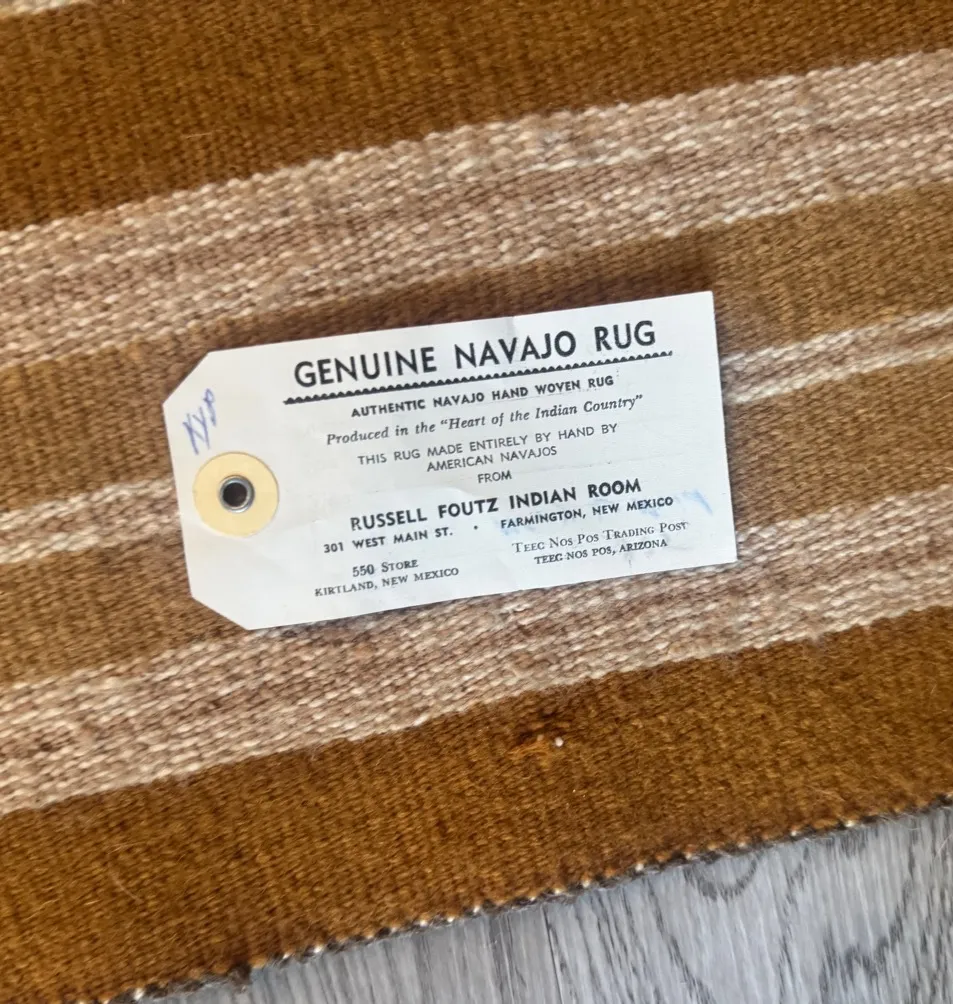 GENUINE NAVAJO RUG
AUTHENTIC NAVAJO HAND WOVEN RUG
Produced in the "Heart of the Indian Country"
THIS RUG MADE ENTIRELY BY HAND BY
AMERICAN NAVAJOS
FROM
RUSSELL FOUTZ INDIAN ROOM
301 WEST MAIN ST. • FARMINGTON, NEW MEXICO
550 STORE
KIRTLAND, NEW MEXICO
TEEC NOS POS TRADING POST
TEEC NOS POS, ARIZONA